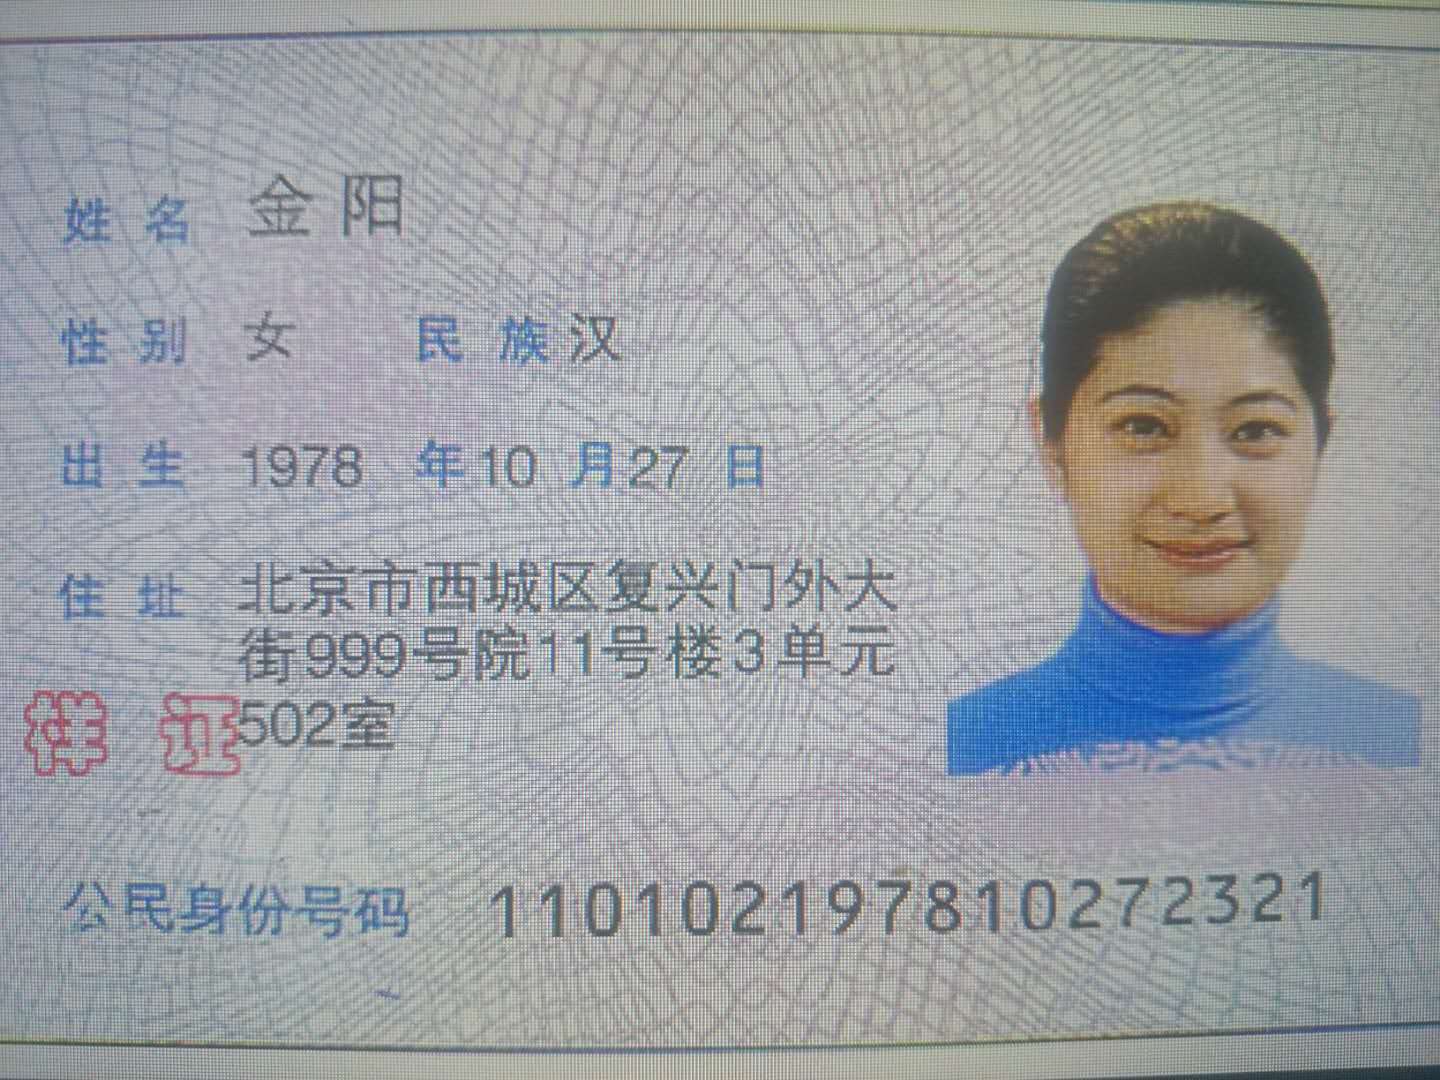 姓 名 金 阳
性 别 女 民 族 汉
出 生 1978 年 10 月 27 日
住 址 北京市西城区复兴门外大
街999号院11号楼3单元
样 证 502室
公民身份号码 110102197810272321